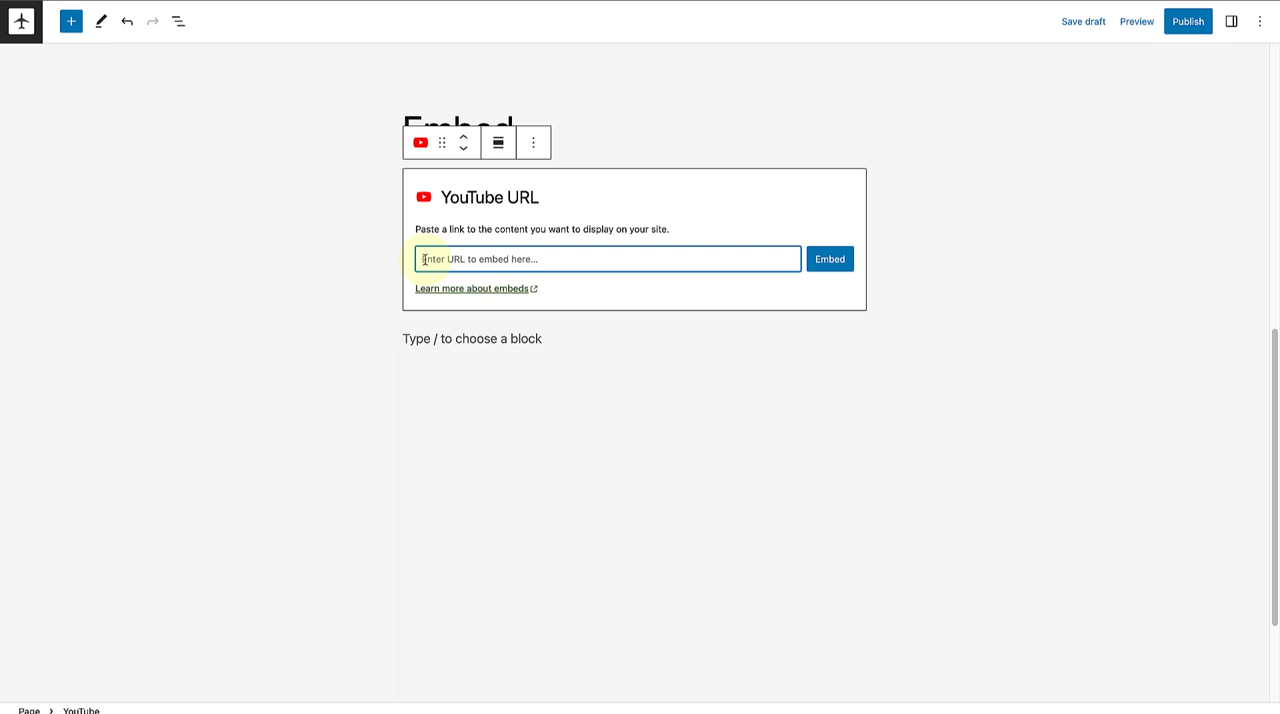 Save draft Preview Publish
Embed
YouTube URL
Paste a link to the content you want to display on your site.
Enter URL to embed here... Embed
Learn more about embeds
Type / to choose a block
Page > YouTube